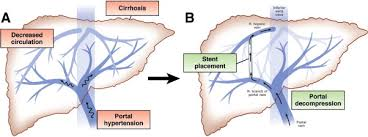 A
Cirrhosis
Decreased
circulation
Portal
hypertension
B
Inferior
vena cava
R. hepatic
vein
Stent
placement
R. branch of
portal vein
Portal
decompression
Portal
vein